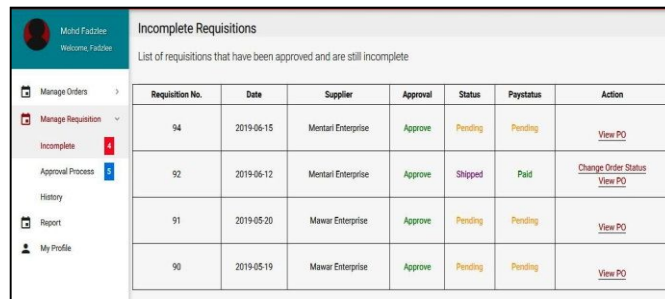 Mohd Fadzlee
Welcome, Fadzlee
Manage Orders
Manage Requisition
Incomplete 4
Approval Process 5
History
Report
My Profile
Incomplete Requisitions
List of requisitions that have been approved and are still incomplete
Requisition No. Date Supplier Approval Status Paystatus Action
94 2019-06-15 Mentari Enterprise Approve Pending Pending View PO
92 2019-06-12 Mentari Enterprise Approve Shipped Paid Change Order Status
View PO
91 2019-05-20 Mawar Enterprise Approve Pending Pending View PO
90 2019-05-19 Mawar Enterprise Approve Pending Pending View PO